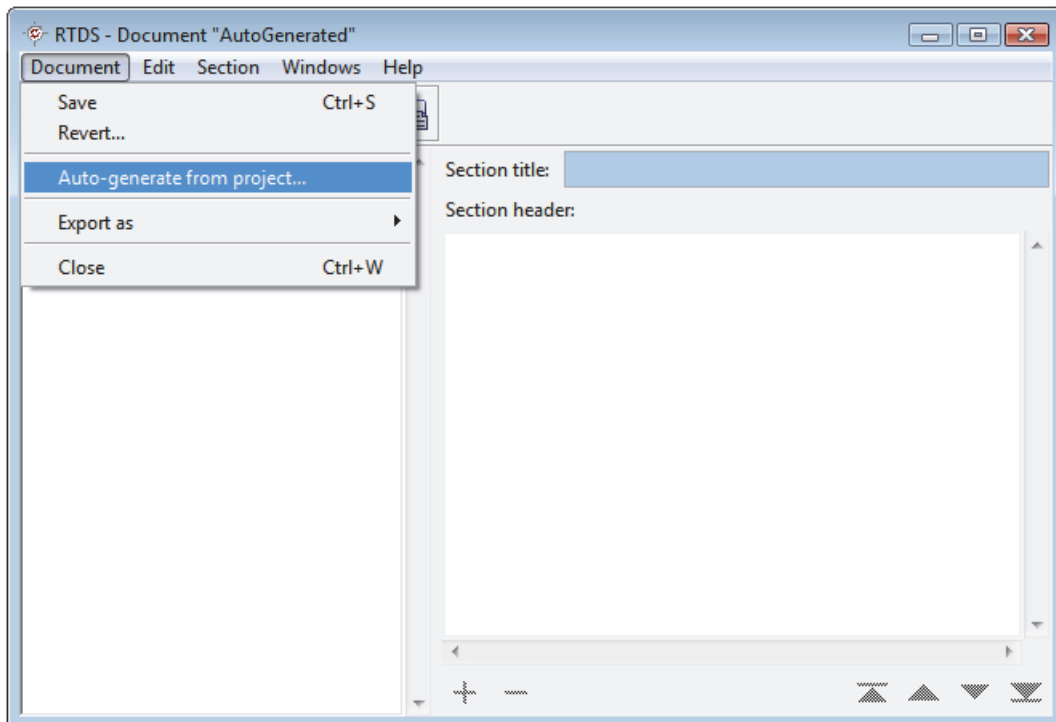 RTDS - Document "AutoGenerated"
Document Edit Section Windows Help
Save Ctrl+S
Revert...
Auto-generate from project...
Export as
Close Ctrl+W
Section title:
Section header: